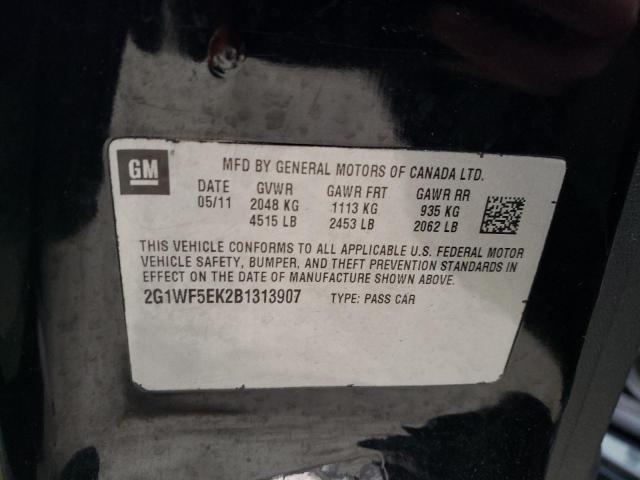 GM
MFD BY GENERAL MOTORS OF CANADA LTD.
DATE GVWR GAWR FRT GAWR RR
05/11 2048 KG 1113 KG 935 KG
4515 LB 2453 LB 2062 LB
THIS VEHICLE CONFORMS TO ALL APPLICABLE U.S. FEDERAL MOTOR
VEHICLE SAFETY, BUMPER, AND THEFT PREVENTION STANDARDS IN
EFFECT ON THE DATE OF MANUFACTURE SHOWN ABOVE.
2G1WF5EK2B1313907 TYPE: PASS CAR